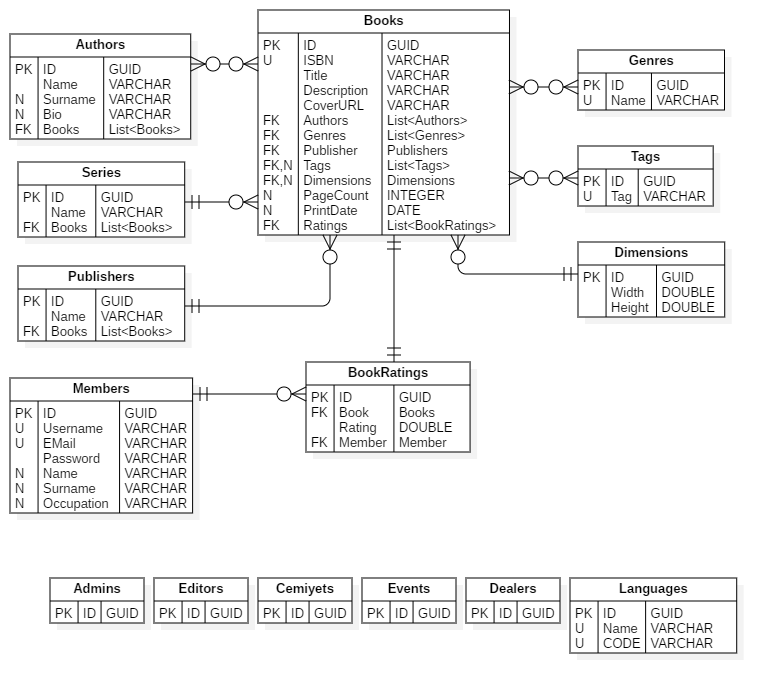 Authors
PK ID GUID
Name VARCHAR
N Surname VARCHAR
N Bio VARCHAR
FK Books List<Books>
Books
PK ID GUID
U ISBN VARCHAR
Title VARCHAR
Description VARCHAR
CoverURL VARCHAR
FK Authors List<Authors>
FK Genres List<Genres>
FK Publisher Publishers
FK,N Tags List<Tags>
FK,N Dimensions Dimensions
N PageCount INTEGER
N PrintDate DATE
FK Ratings List<BookRatings>
Genres
PK ID GUID
U Name VARCHAR
Tags
PK ID GUID
U Tag VARCHAR
Series
PK ID GUID
Name VARCHAR
FK Books List<Books>
Dimensions
PK ID GUID
Width DOUBLE
Height DOUBLE
Publishers
PK ID GUID
Name VARCHAR
FK Books List<Books>
Members
PK ID GUID
U Username VARCHAR
U EMail VARCHAR
Password VARCHAR
N Name VARCHAR
N Surname VARCHAR
N Occupation VARCHAR
BookRatings
PK ID GUID
FK Book Books
Rating DOUBLE
FK Member Member
Admins
PK ID GUID
Editors
PK ID GUID
Cemiyets
PK ID GUID
Events
PK ID GUID
Dealers
PK ID GUID
Languages
PK ID GUID
U Name VARCHAR
U CODE VARCHAR